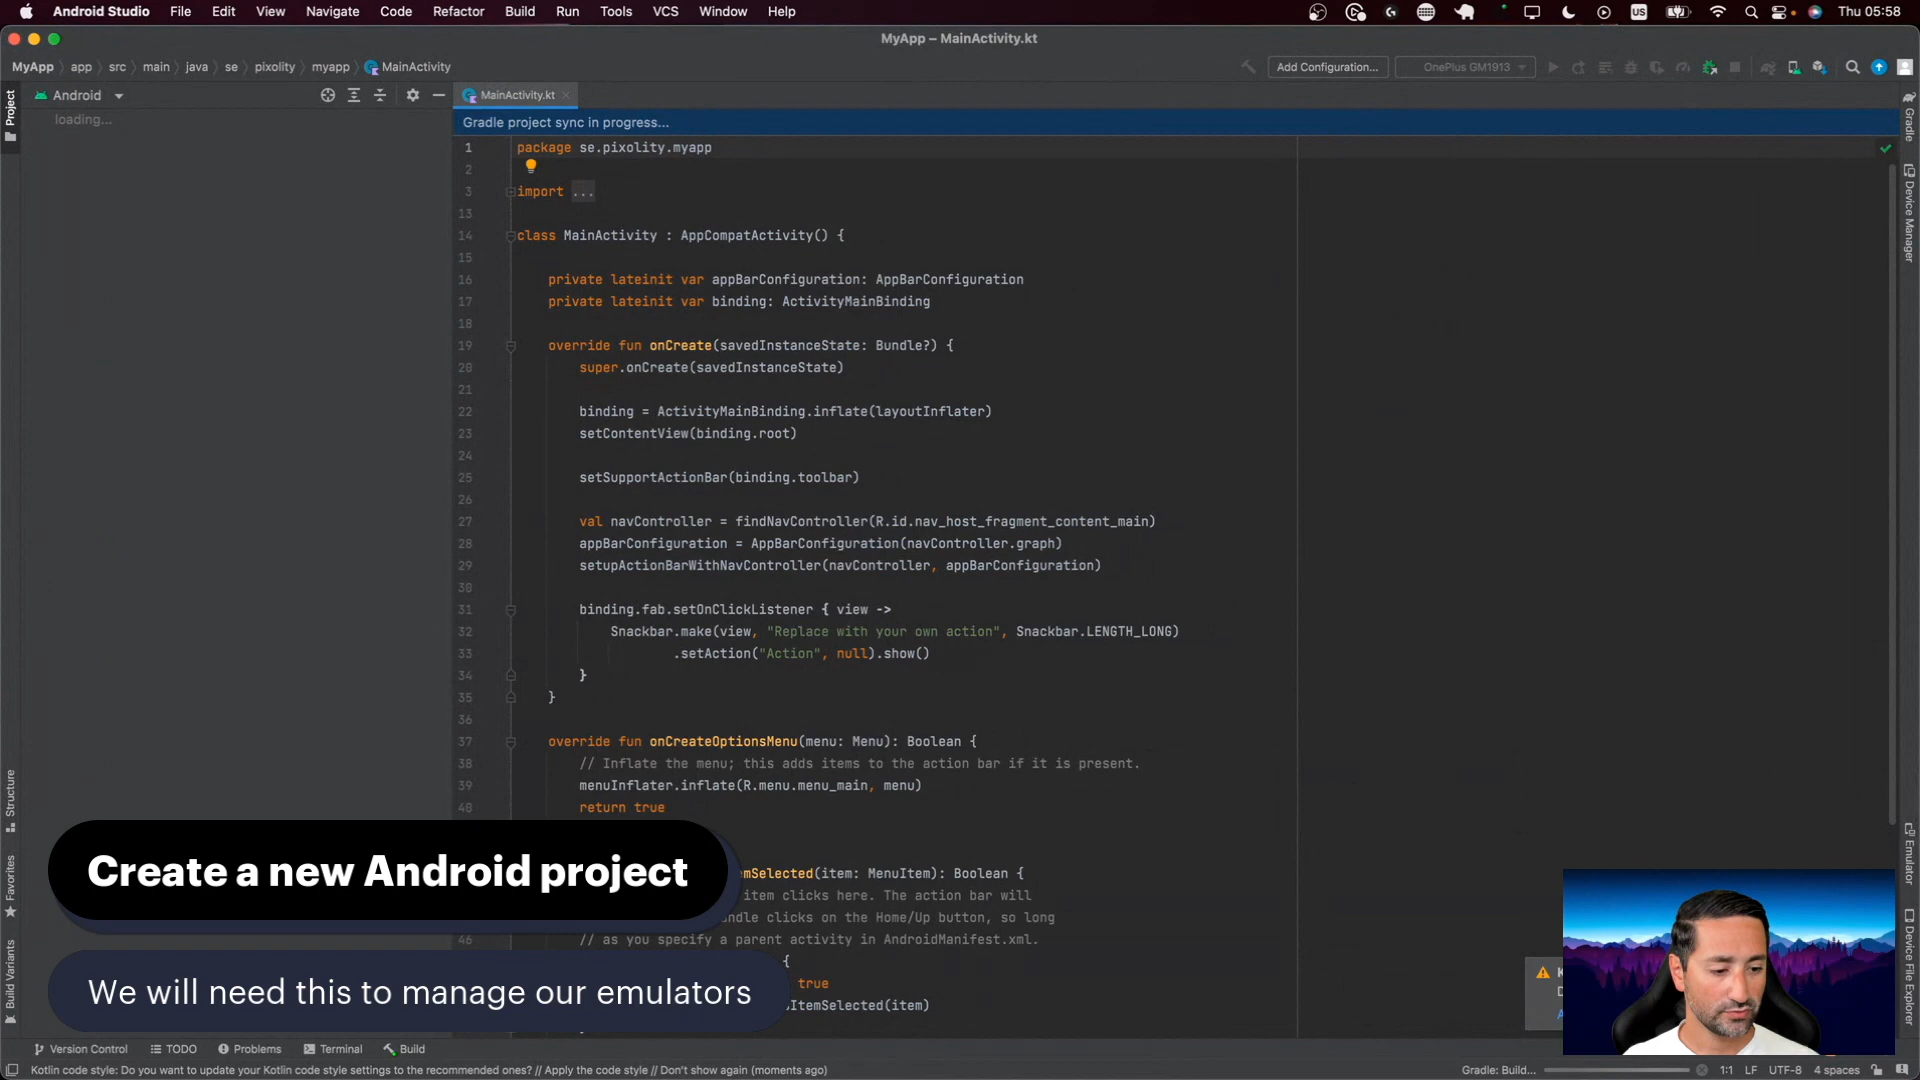 Android Studio File Edit View Navigate Code Refactor Build Run Tools VCS Window Help US Thu 05:58
MyApp – MainActivity.kt
MyApp app src main java se pixolity myapp MainActivity Add Configuration... OnePlus GM1913
Project
Android
loading...
MainActivity.kt
Gradle project sync in progress...
1 package se.pixolity.myapp
2
3 import ...
13
14 class MainActivity : AppCompatActivity() {
15
16 private lateinit var appBarConfiguration: AppBarConfiguration
17 private lateinit var binding: ActivityMainBinding
18
19 override fun onCreate(savedInstanceState: Bundle?) {
20 super.onCreate(savedInstanceState)
21
22 binding = ActivityMainBinding.inflate(layoutInflater)
23 setContentView(binding.root)
24
25 setSupportActionBar(binding.toolbar)
26
27 val navController = findNavController(R.id.nav_host_fragment_content_main)
28 appBarConfiguration = AppBarConfiguration(navController.graph)
29 setupActionBarWithNavController(navController, appBarConfiguration)
30
31 binding.fab.setOnClickListener { view ->
32 Snackbar.make(view, "Replace with your own action", Snackbar.LENGTH_LONG)
33 .setAction("Action", null).show()
34 }
35 }
36
37 override fun onCreateOptionsMenu(menu: Menu): Boolean {
38 // Inflate the menu; this adds items to the action bar if it is present.
39 menuInflater.inflate(R.menu.menu_main, menu)
40 return true
emSelected(item: MenuItem): Boolean {
item clicks here. The action bar will
ndle clicks on the Home/Up button, so long
46 // as you specify a parent activity in AndroidManifest.xml.
{
true
ItemSelected(item)
Structure
Favorites
Build Variants
Gradle
Device Manager
Emulator
Device File Explorer
Create a new Android project
We will need this to manage our emulators
Version Control TODO Problems Terminal Build
Kotlin code style: Do you want to update your Kotlin code style settings to the recommended ones? // Apply the code style // Don't show again (moments ago) Gradle: Build... 1:1 LF UTF-8 4 spaces